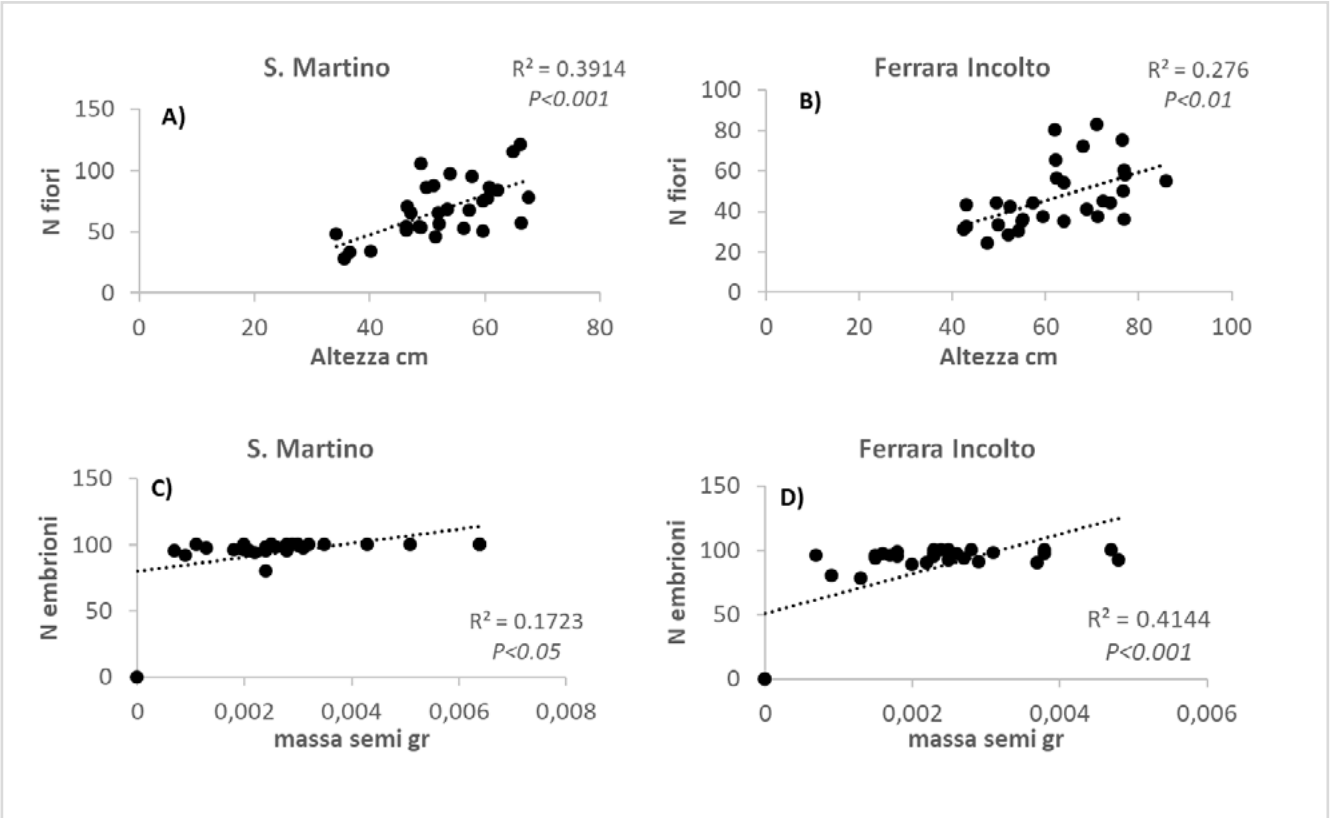 S. Martino
R² = 0.3914
P<0.001
A)
150
100
50
0
N fiori
0 20 40 60 80
Altezza cm
Ferrara Incolto
R² = 0.276
P<0.01
B)
100
80
60
40
20
0
N fiori
0 20 40 60 80 100
Altezza cm
S. Martino
C)
150
100
50
0
N embrioni
R² = 0.1723
P<0.05
0 0,002 0,004 0,006 0,008
massa semi gr
Ferrara Incolto
D)
150
100
50
0
N embrioni
R² = 0.4144
P<0.001
0 0,002 0,004 0,006
massa semi gr